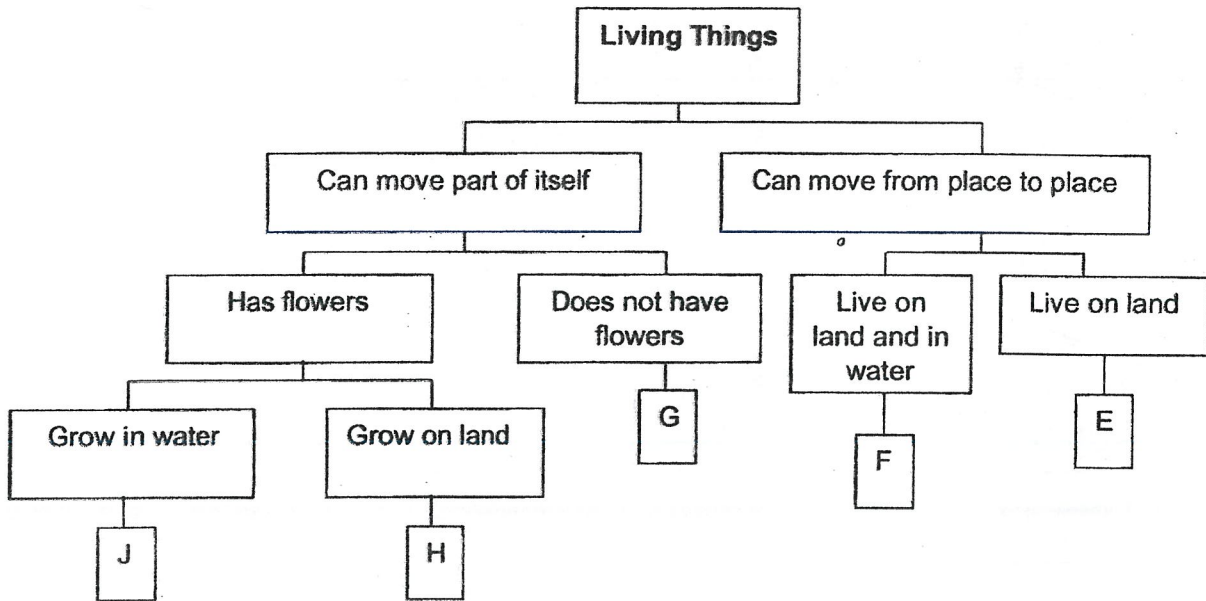 Living Things
Can move part of itself
Can move from place to place
Has flowers
Does not have
flowers
Live on
land and in
water
Live on land
Grow in water
Grow on land
G
F
E
J
H